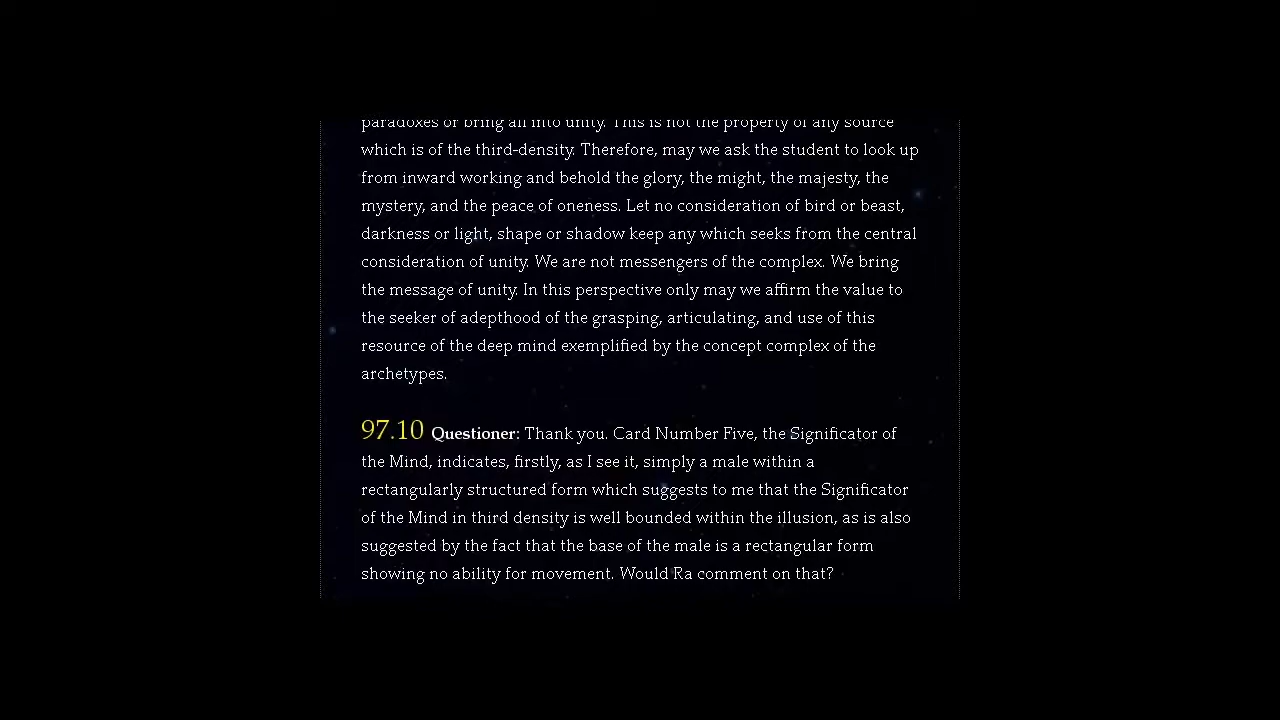 paradoxes or bring all into unity. This is not the property of any source
which is of the third-density. Therefore, may we ask the student to look up
from inward working and behold the glory, the might, the majesty, the
mystery, and the peace of oneness. Let no consideration of bird or beast,
darkness or light, shape or shadow keep any which seeks from the central
consideration of unity. We are not messengers of the complex. We bring
the message of unity. In this perspective only may we affirm the value to
the seeker of adepthood of the grasping, articulating, and use of this
resource of the deep mind exemplified by the concept complex of the
archetypes.
97.10 Questioner: Thank you. Card Number Five, the Significator of
the Mind, indicates, firstly, as I see it, simply a male within a
rectangularly structured form which suggests to me that the Significator
of the Mind in third density is well bounded within the illusion, as is also
suggested by the fact that the base of the male is a rectangular form
showing no ability for movement. Would Ra comment on that?